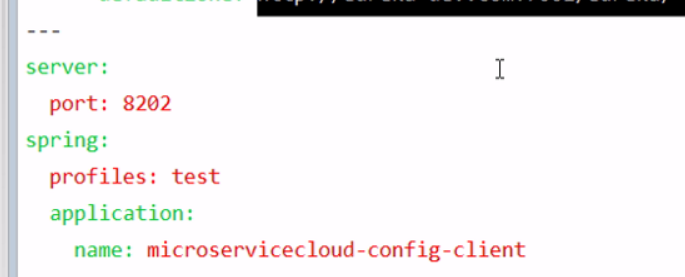 ---
server:
port: 8202
spring:
profiles: test
application:
name: microservicecloud-config-client